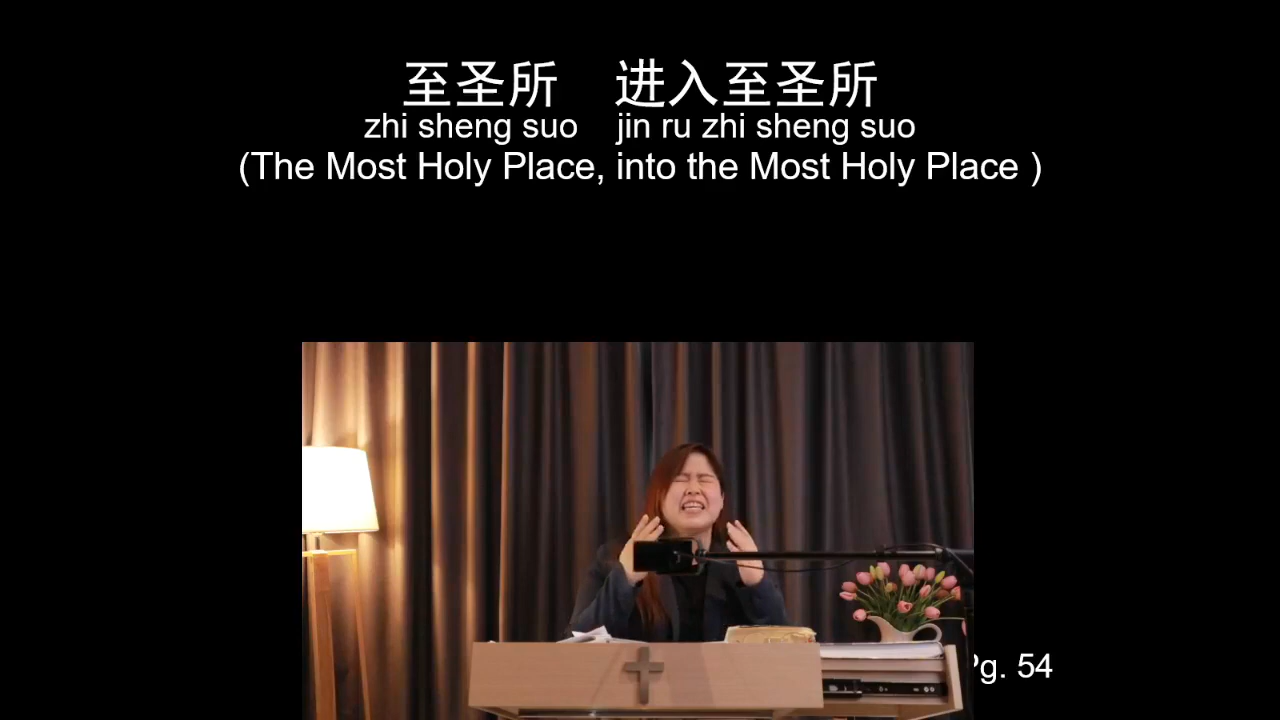 至圣所 进入至圣所
zhi sheng suo jin ru zhi sheng suo
(The Most Holy Place, into the Most Holy Place )
Pg. 54